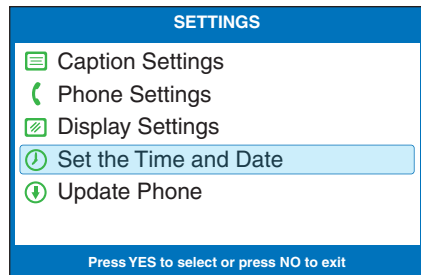 SETTINGS
Caption Settings
Phone Settings
Display Settings
Set the Time and Date
Update Phone
Press YES to select or press NO to exit